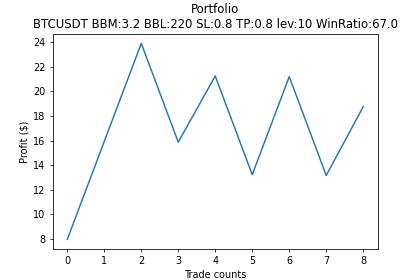 Portfolio
BTCUSDT BBM:3.2 BBL:220 SL:0.8 TP:0.8 lev:10 WinRatio:67.0
24
22
20
18
16
14
12
10
8
Profit ($)
0 1 2 3 4 5 6 7 8
Trade counts